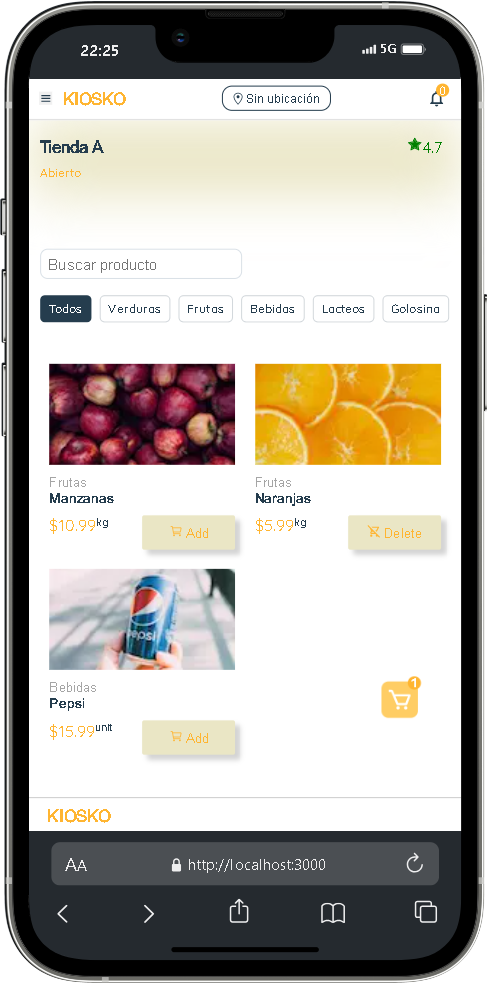 22:25 5G
KIOSKO Sin ubicación 0
Tienda A 4.7
Abierto
Buscar producto
Todos Verduras Frutas Bebidas Lacteos Golosina
Frutas Frutas
Manzanas Naranjas
$10.99kg Add $5.99kg Delete
pepsi
Bebidas
Pepsi
1
$15.99unit Add
KIOSKO
AA http://localhost:3000